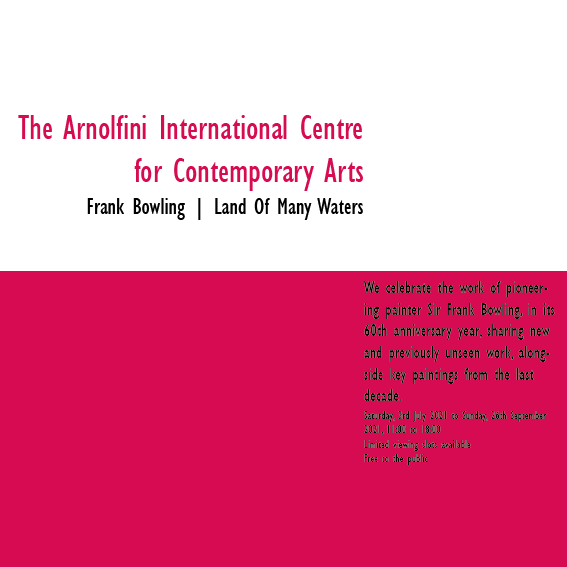 The Arnolfini International Centre
for Contemporary Arts
Frank Bowling | Land Of Many Waters
We celebrate the work of pioneer-
ing painter Sir Frank Bowling, in its
60th anniversary year, sharing new
and previously unseen work, along-
side key paintings from the last
decade.
Saturday, 3rd July 2021 to Sunday, 26th September
2021, 11:00 to 18:00
Limited viewing slots available
Free to the public